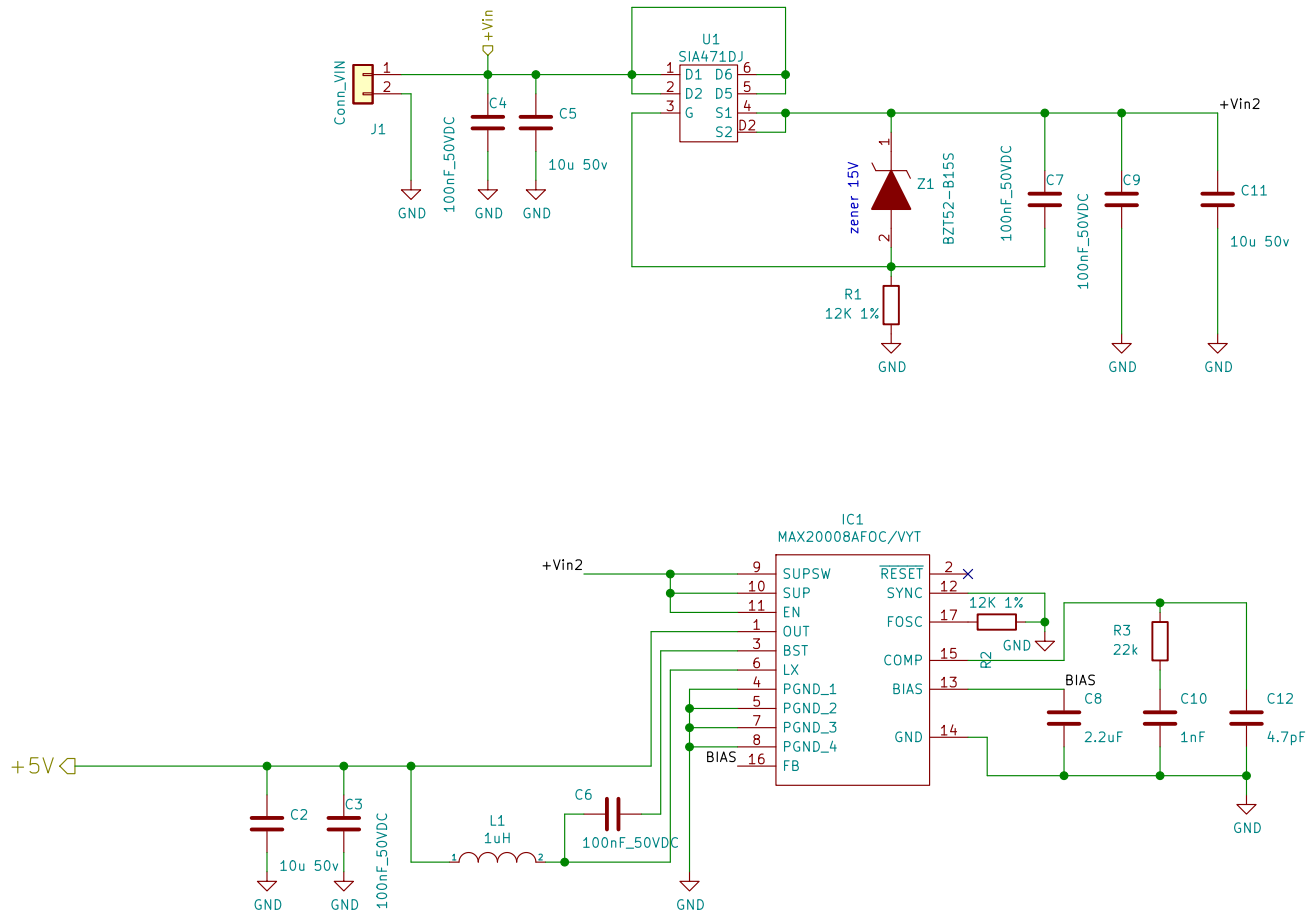 +Vin
U1
SIA471DJ
Conn_VIN
1
2
J1
C4
100nF_50VDC
C5
10u 50v
GND
GND
GND
1 D1 D6 6
2 D2 D5 5
3 G S1 4
S2 D2
+Vin2
1
zener 15V
Z1
BZT52-B15S
2
C7
100nF_50VDC
C9
100nF_50VDC
C11
10u 50v
R1
12K 1%
GND
GND
GND
IC1
MAX20008AFOC/VYT
+Vin2
9 SUPSW RESET 2
10 SUP SYNC 12
11 EN
1 OUT FOSC 17
3 BST
6 LX COMP 15
4 PGND_1 BIAS 13
5 PGND_2
7 PGND_3
8 PGND_4 GND 14
BIAS 16 FB
12K 1%
R2
GND
R3
22k
BIAS
C8
2.2uF
C10
1nF
C12
4.7pF
GND
+5V
C2
10u 50v
C3
100nF_50VDC
L1
1uH
1 2
C6
100nF_50VDC
GND
GND
GND